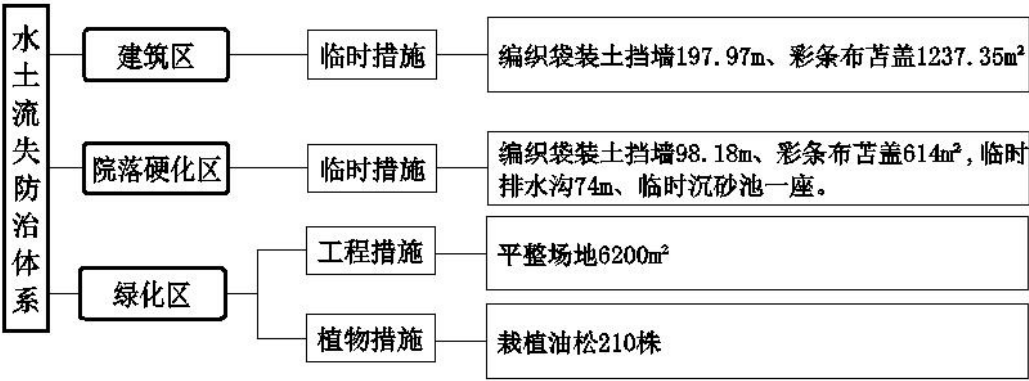 水土流失防治体系
建筑区
临时措施
编织袋装土挡墙197.97m、彩条布苫盖1237.35m²
院落硬化区
临时措施
编织袋装土挡墙98.18m、彩条布苫盖614m²,临时
排水沟74m、临时沉砂池一座。
绿化区
工程措施
平整场地6200m²
植物措施
栽植油松210株